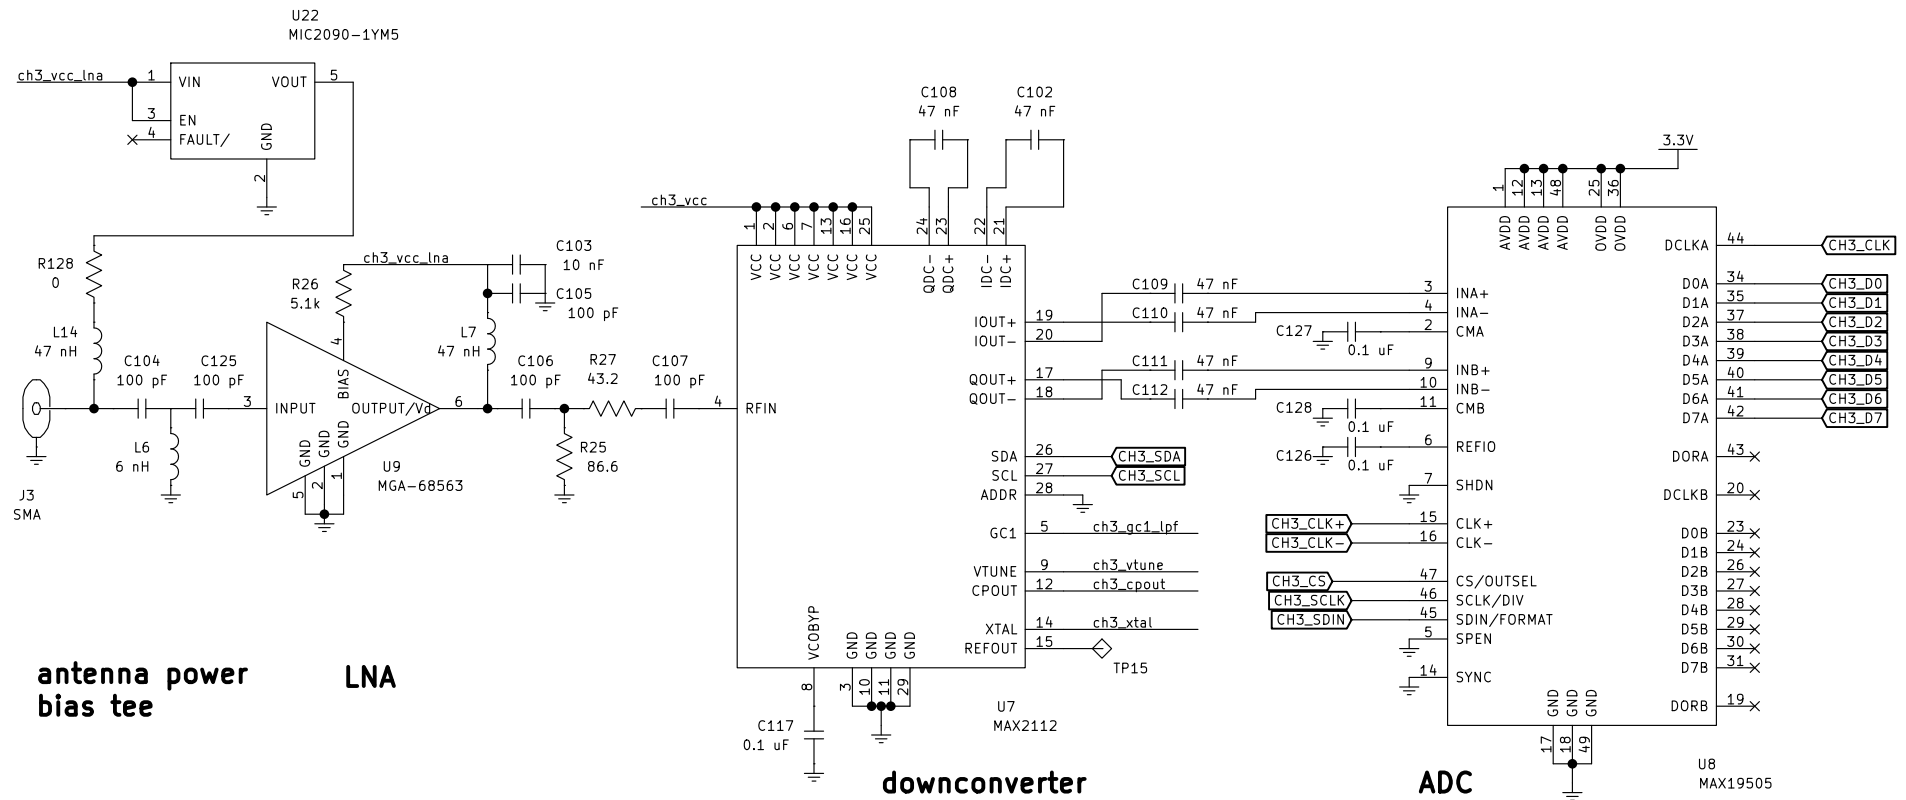 U22
MIC2090-1YM5
ch3_vcc_lna
1
VIN
VOUT
5
3
EN
4
FAULT/
GND
2
R128
0
L14
47 nH
C104
100 pF
C125
100 pF
L6
6 nH
J3
SMA
antenna power
bias tee
ch3_vcc_lna
R26
5.1k
4
BIAS
3
INPUT
OUTPUT/Vd
6
GND
GND
GND
5
2
1
U9
MGA-68563
LNA
C103
10 nF
C105
100 pF
L7
47 nH
C106
100 pF
R27
43.2
C107
100 pF
R25
86.6
C108
47 nF
C102
47 nF
ch3_vcc
1
2
6
7
13
16
25
24
23
22
21
VCC
VCC
VCC
VCC
VCC
VCC
VCC
QDC-
QDC+
IDC-
IDC+
4
RFIN
IOUT+
19
IOUT-
20
QOUT+
17
QOUT-
18
SDA
26
CH3_SDA
SCL
27
CH3_SCL
ADDR
28
GC1
5
ch3_gc1_lpf
VTUNE
9
ch3_vtune
CPOUT
12
ch3_cpout
XTAL
14
ch3_xtal
REFOUT
15
TP15
VCOBYP
GND
GND
GND
GND
8
3
10
11
29
C117
0.1 uF
U7
MAX2112
downconverter
C109
47 nF
C110
47 nF
C127
0.1 uF
C111
47 nF
C112
47 nF
C128
0.1 uF
C126
0.1 uF
3.3V
1
12
13
48
25
36
AVDD
AVDD
AVDD
AVDD
OVDD
OVDD
3
INA+
4
INA-
2
CMA
9
INB+
10
INB-
11
CMB
6
REFIO
7
SHDN
CH3_CLK+
15
CLK+
CH3_CLK-
16
CLK-
CH3_CS
47
CS/OUTSEL
CH3_SCLK
46
SCLK/DIV
CH3_SDIN
45
SDIN/FORMAT
5
SPEN
14
SYNC
DCLKA
44
CH3_CLK
D0A
34
CH3_D0
D1A
35
CH3_D1
D2A
37
CH3_D2
D3A
38
CH3_D3
D4A
39
CH3_D4
D5A
40
CH3_D5
D6A
41
CH3_D6
D7A
42
CH3_D7
DORA
43
DCLKB
20
D0B
23
D1B
24
D2B
26
D3B
27
D4B
28
D5B
29
D6B
30
D7B
31
DORB
19
GND
GND
GND
17
18
49
U8
MAX19505
ADC